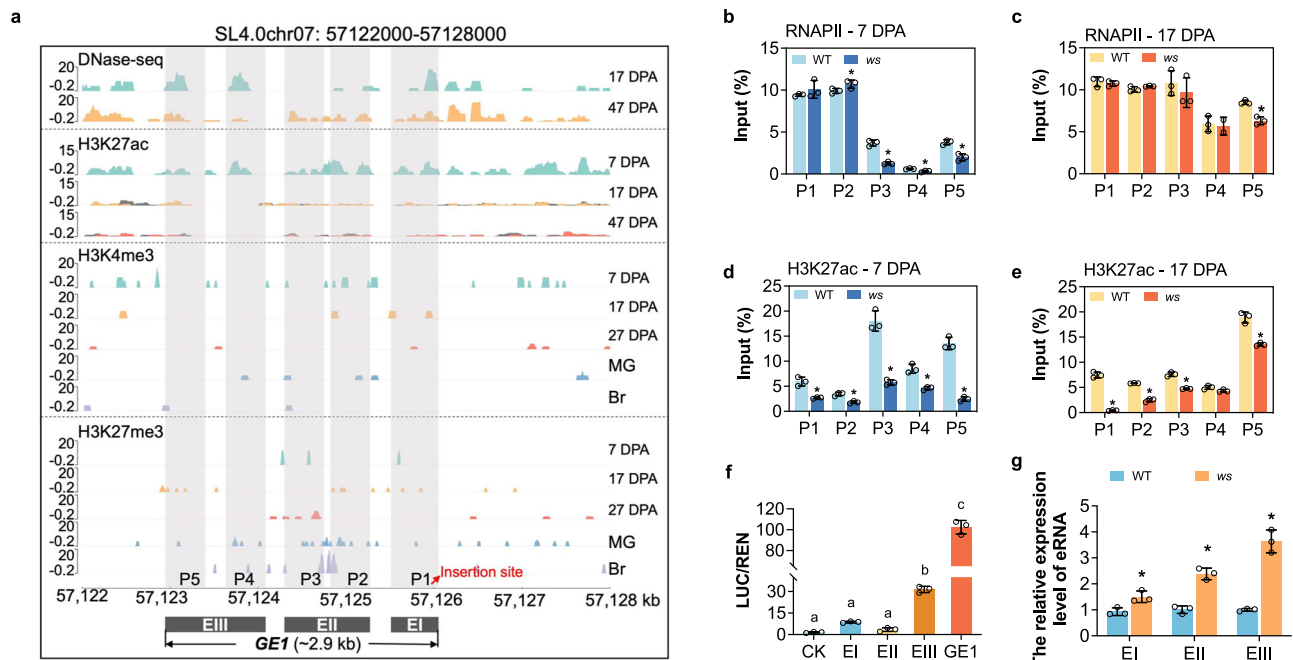 a
SL4.0chr07: 57122000-57128000
DNase-seq
20
-0.2
17 DPA
20
-0.2
47 DPA
H3K27ac
15
-0.2
7 DPA
15
-0.2
17 DPA
15
-0.2
47 DPA
H3K4me3
20
-0.2
7 DPA
20
-0.2
17 DPA
20
-0.2
27 DPA
20
-0.2
MG
20
-0.2
Br
H3K27me3
20
-0.2
7 DPA
20
-0.2
17 DPA
20
-0.2
27 DPA
20
-0.2
MG
20
-0.2
Br
P5 P4 P3 P2 P1 Insertion site
57,122 57,123 57,124 57,125 57,126 57,127 57,128 kb
EIII EII EI
GE1 (~2.9 kb)
b
RNAPII - 7 DPA
WT ws
Input (%)
15
10
5
0
* * * *
P1 P2 P3 P4 P5
c
RNAPII - 17 DPA
WT ws
Input (%)
15
10
5
0
*
P1 P2 P3 P4 P5
d
H3K27ac - 7 DPA
WT ws
Input (%)
25
20
15
10
5
0
* * * * *
P1 P2 P3 P4 P5
e
H3K27ac - 17 DPA
WT ws
Input (%)
25
20
15
10
5
0
* * * *
P1 P2 P3 P4 P5
f
LUC/REN
120
100
80
60
30
15
0
a a a b c
CK EI EII EIII GE1
g
WT ws
The relative expression
level of eRNA
5
4
3
2
1
0
* * *
EI EII EIII